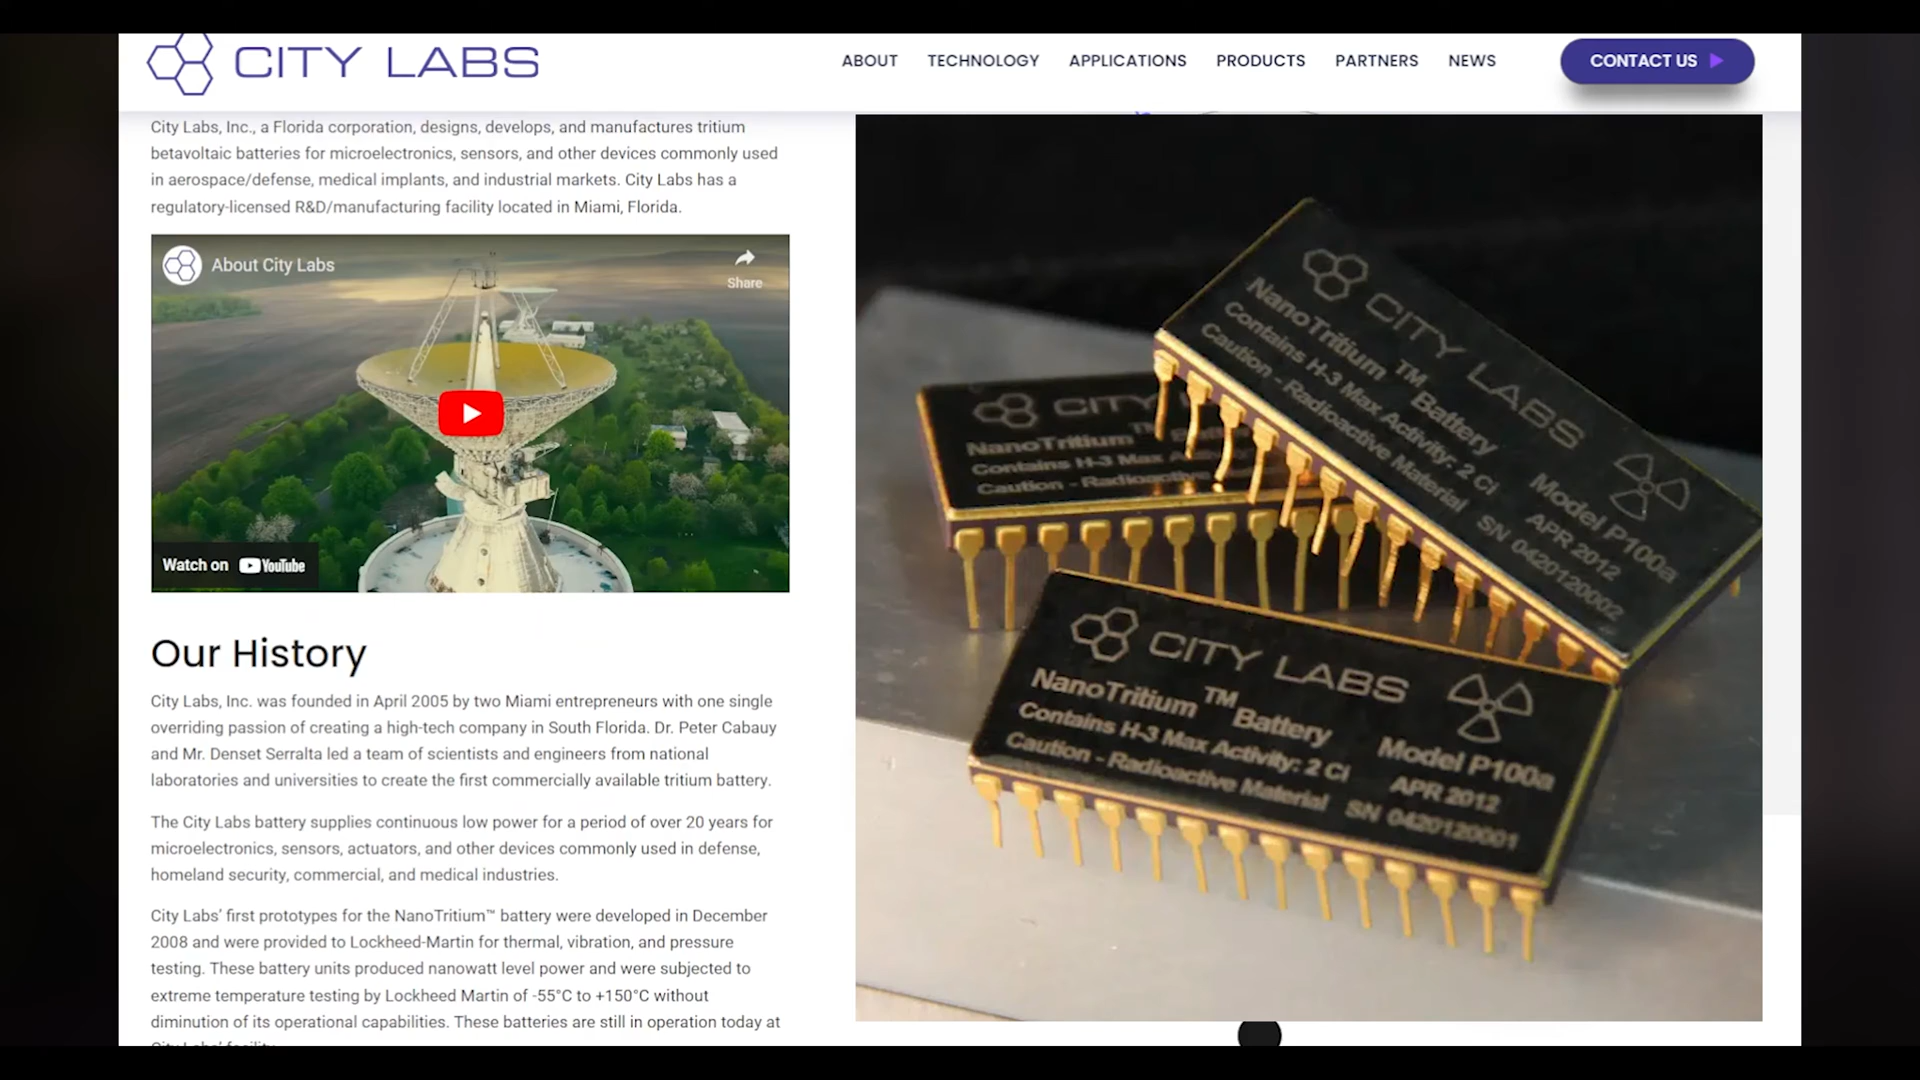 CITY LABS
ABOUT TECHNOLOGY APPLICATIONS PRODUCTS PARTNERS NEWS CONTACT US
City Labs, Inc., a Florida corporation, designs, develops, and manufactures tritium
betavoltaic batteries for microelectronics, sensors, and other devices commonly used
in aerospace/defense, medical implants, and industrial markets. City Labs has a
regulatory-licensed R&D/manufacturing facility located in Miami, Florida.
About City Labs
Share
Watch on YouTube
Our History
City Labs, Inc. was founded in April 2005 by two Miami entrepreneurs with one single
overriding passion of creating a high-tech company in South Florida. Dr. Peter Cabauy
and Mr. Denset Serralta led a team of scientists and engineers from national
laboratories and universities to create the first commercially available tritium battery.
The City Labs battery supplies continuous low power for a period of over 20 years for
microelectronics, sensors, actuators, and other devices commonly used in defense,
homeland security, commercial, and medical industries.
City Labs' first prototypes for the NanoTritium™ battery were developed in December
2008 and were provided to Lockheed-Martin for thermal, vibration, and pressure
testing. These battery units produced nanowatt level power and were subjected to
extreme temperature testing by Lockheed Martin of -55°C to +150°C without
diminution of its operational capabilities. These batteries are still in operation today at
City Labs' facility.
CITY LABS
NanoTritium™ Battery
Contains H-3 Max Activity: 2 Ci Model P100a
Caution - Radioactive Material APR 2012
SN 0420120002
CITY
NanoTritium™
Contains H-3 Max
Caution -
CITY LABS
NanoTritium™ Battery
Contains H-3 Max Activity: 2 Ci Model P100a
Caution - Radioactive Material APR 2012
SN 0420120001